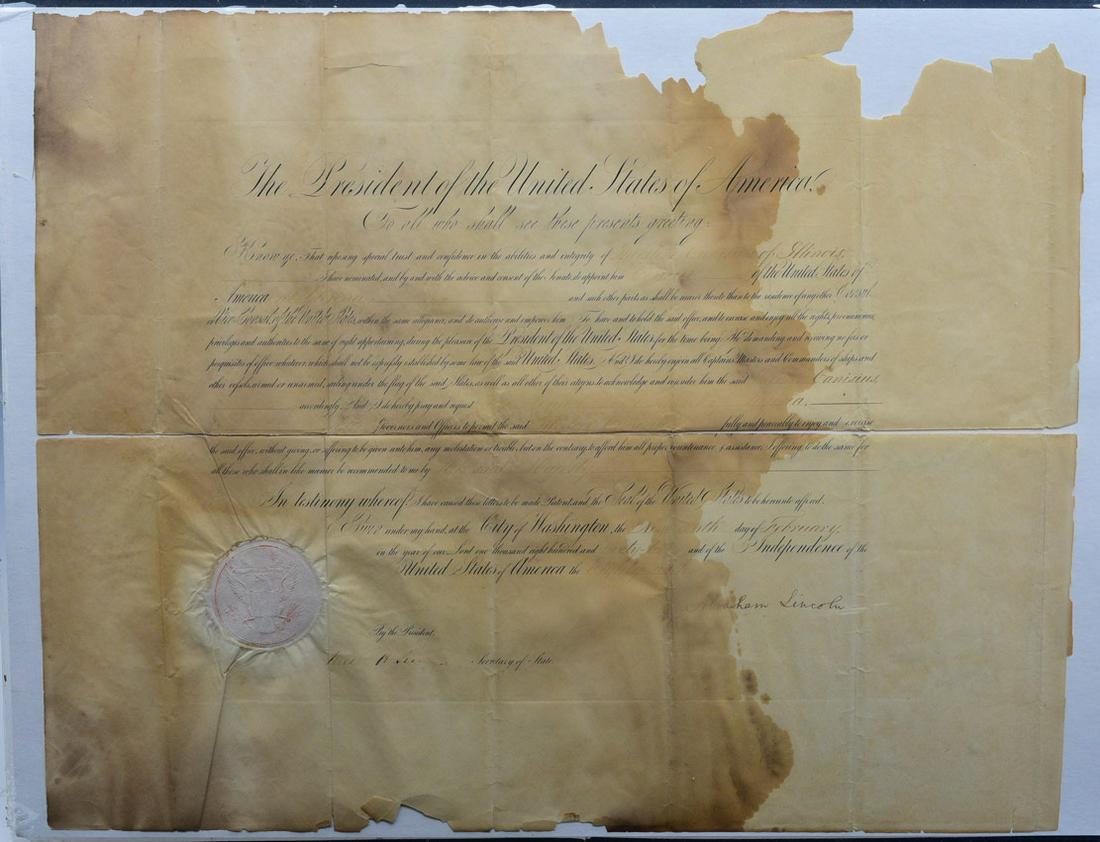 The President of the United States of America.
To all who shall see these presents greeting:
Know ye, That reposing special trust and confidence in the abilities and integrity of of Illinois,
I have nominated, and by and with the advice and consent of the Senate do appoint him of the United States of
America and such other parts as shall be nearer thereto than to the residence of any other Consul
or Vice Consul of the United States, within the same allegiance, and do authorize and empower him To have and to hold the said office, and to exercise and enjoy all the rights, preeminences,
privileges and authorities to the same of right appertaining, during the pleasure of the President of the United States, for the time being; He demanding and receiving no fees or
perquisites of office whatever, which shall not be expressly established by some law of the said United States. And I do hereby enjoin all Captains, Masters and Commanders of ships and
other vessels, armed or unarmed, sailing under the flag of the said States, as well as all other of their citizens, to acknowledge and consider him the said Canisius,
accordingly. And I do hereby pray and request
Governors and Officers to permit the said fully and peaceably to enjoy and exercise
the said office, without giving, or suffering to be given unto him, any molestation or trouble, but on the contrary, to afford him all proper countenance & assistance. I offering to do the same for
all those who shall in like manner be recommended to me by
In testimony whereof, I have caused these letters to be made Patent, and the Seal of the United States to be hereunto affixed.
Given under my hand, at the City of Washington, the day of February,
in the year of our Lord one thousand eight hundred and and of the Independence of the
United States of America, the
Abraham Lincoln
By the President,
Secretary of State